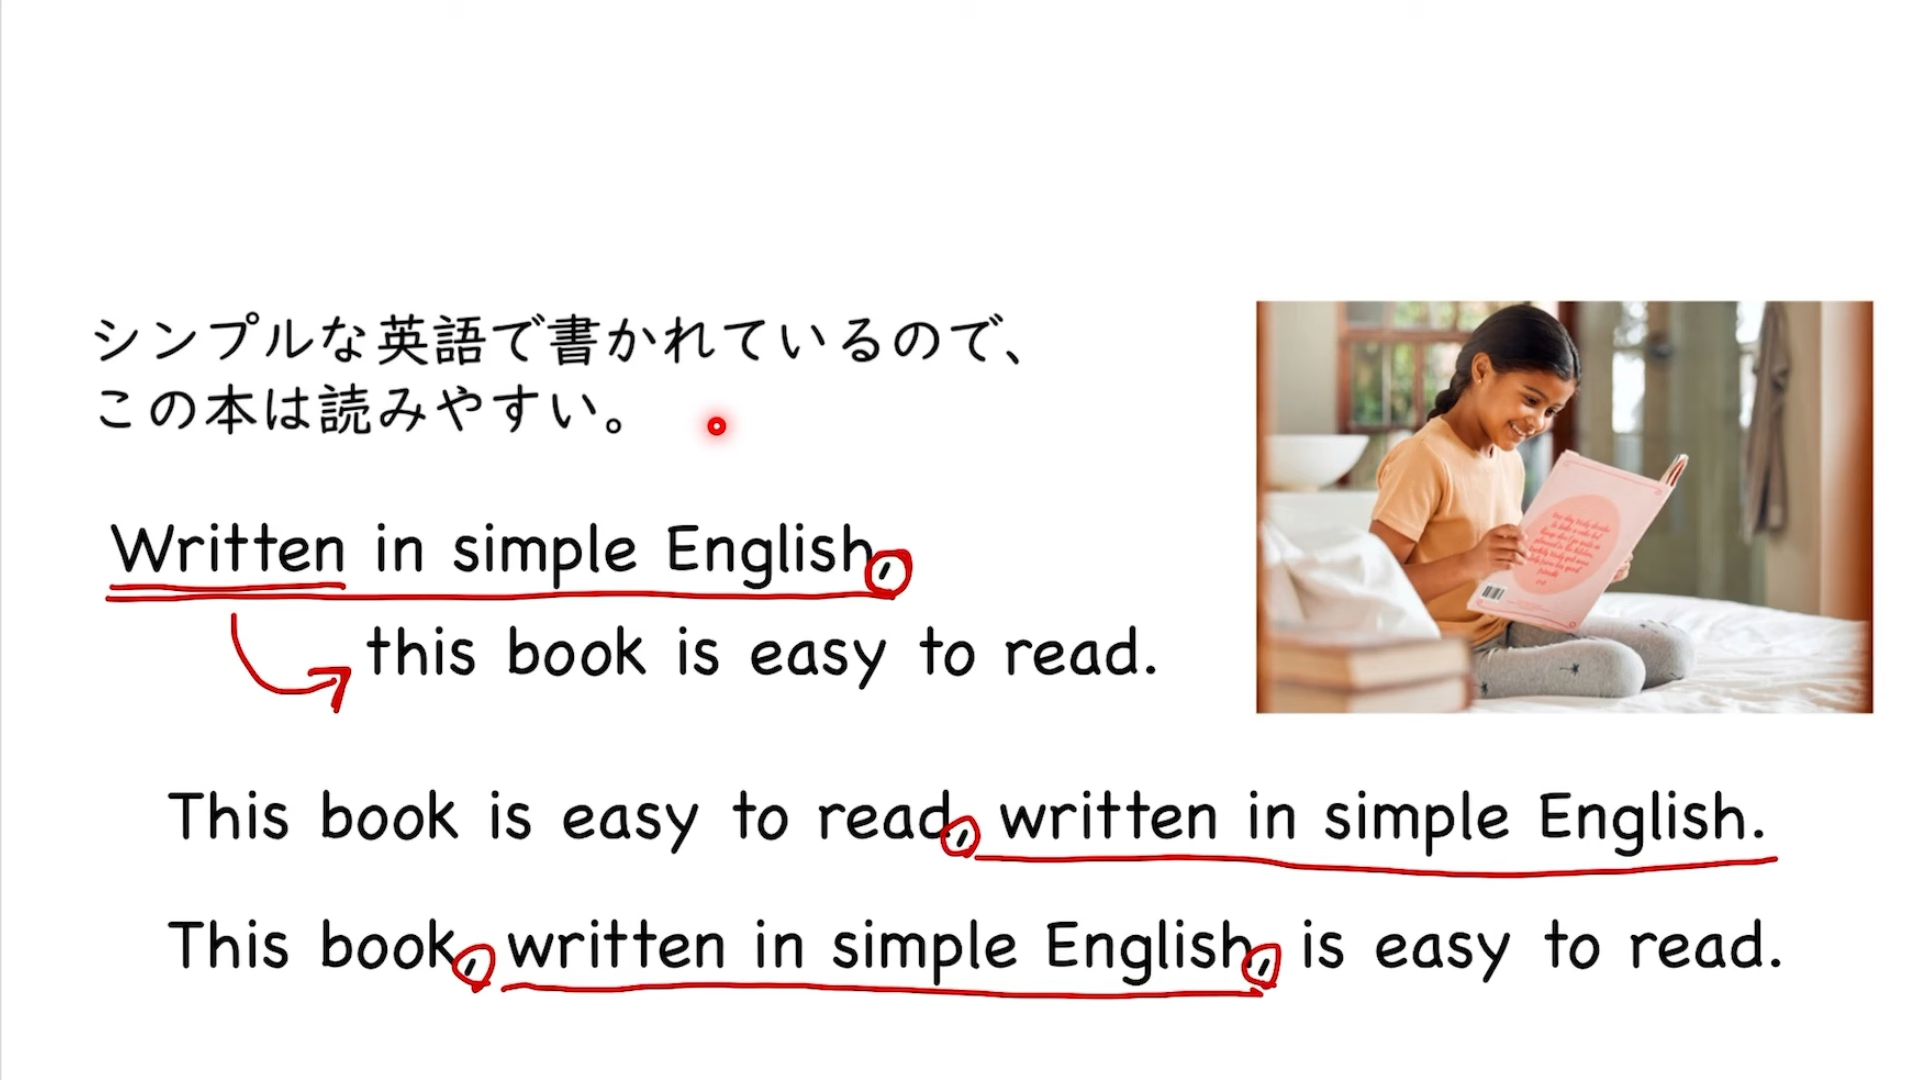 シンプルな英語で書かれているので、
この本は読みやすい。
Written in simple English,
this book is easy to read.
This book is easy to read, written in simple English.
This book, written in simple English, is easy to read.